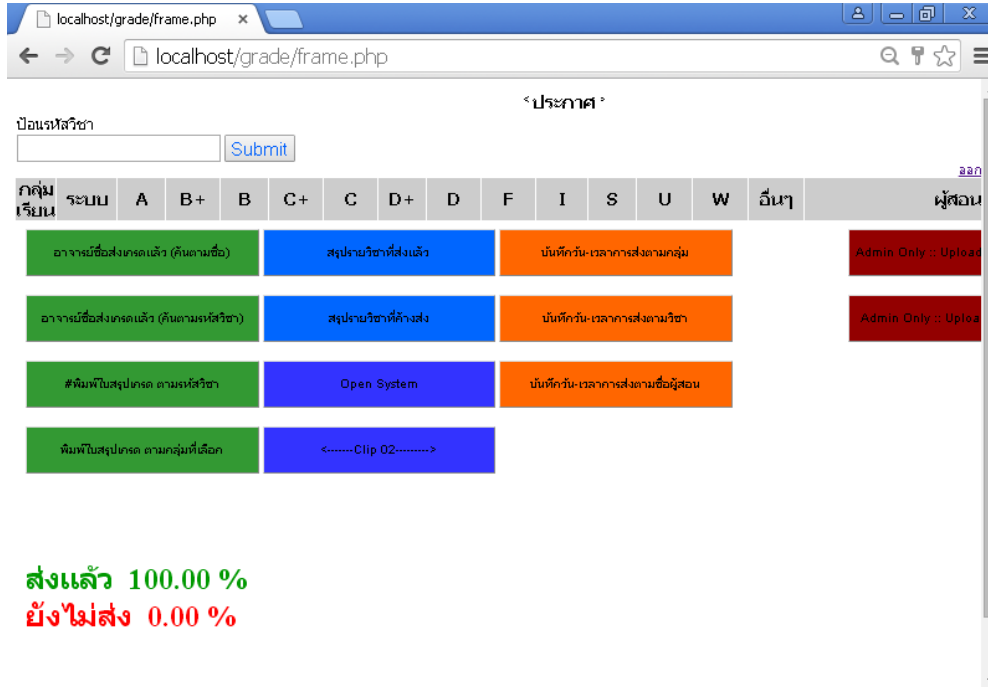 localhost/grade/frame.php
localhost/grade/frame.php
ประกาศ
ป้อนรหัสวิชา
Submit
ออก
กลุ่ม ระบบ A B+ B C+ C D+ D F I S U W อื่นๆ ผู้สอน
เรียน
อาจารย์ชื่อส่งเกรดแล้ว (ค้นตามชื่อ) สรุปรายวิชาที่ส่งแล้ว บันทึกวัน-เวลาการส่งตามกลุ่ม Admin Only :: Upload
อาจารย์ชื่อส่งเกรดแล้ว (ค้นตามรหัสวิชา) สรุปรายวิชาที่ค้างส่ง บันทึกวัน-เวลาการส่งตามวิชา Admin Only :: Uploa
#พิมพ์ใบสรุปเกรด ตามรหัสวิชา Open System บันทึกวัน-เวลาการส่งตามชื่อผู้สอน
พิมพ์ใบสรุปเกรด ตามกลุ่มที่เลือก <-------Clip 02--------->
ส่งแล้ว 100.00 %
ยังไม่ส่ง 0.00 %